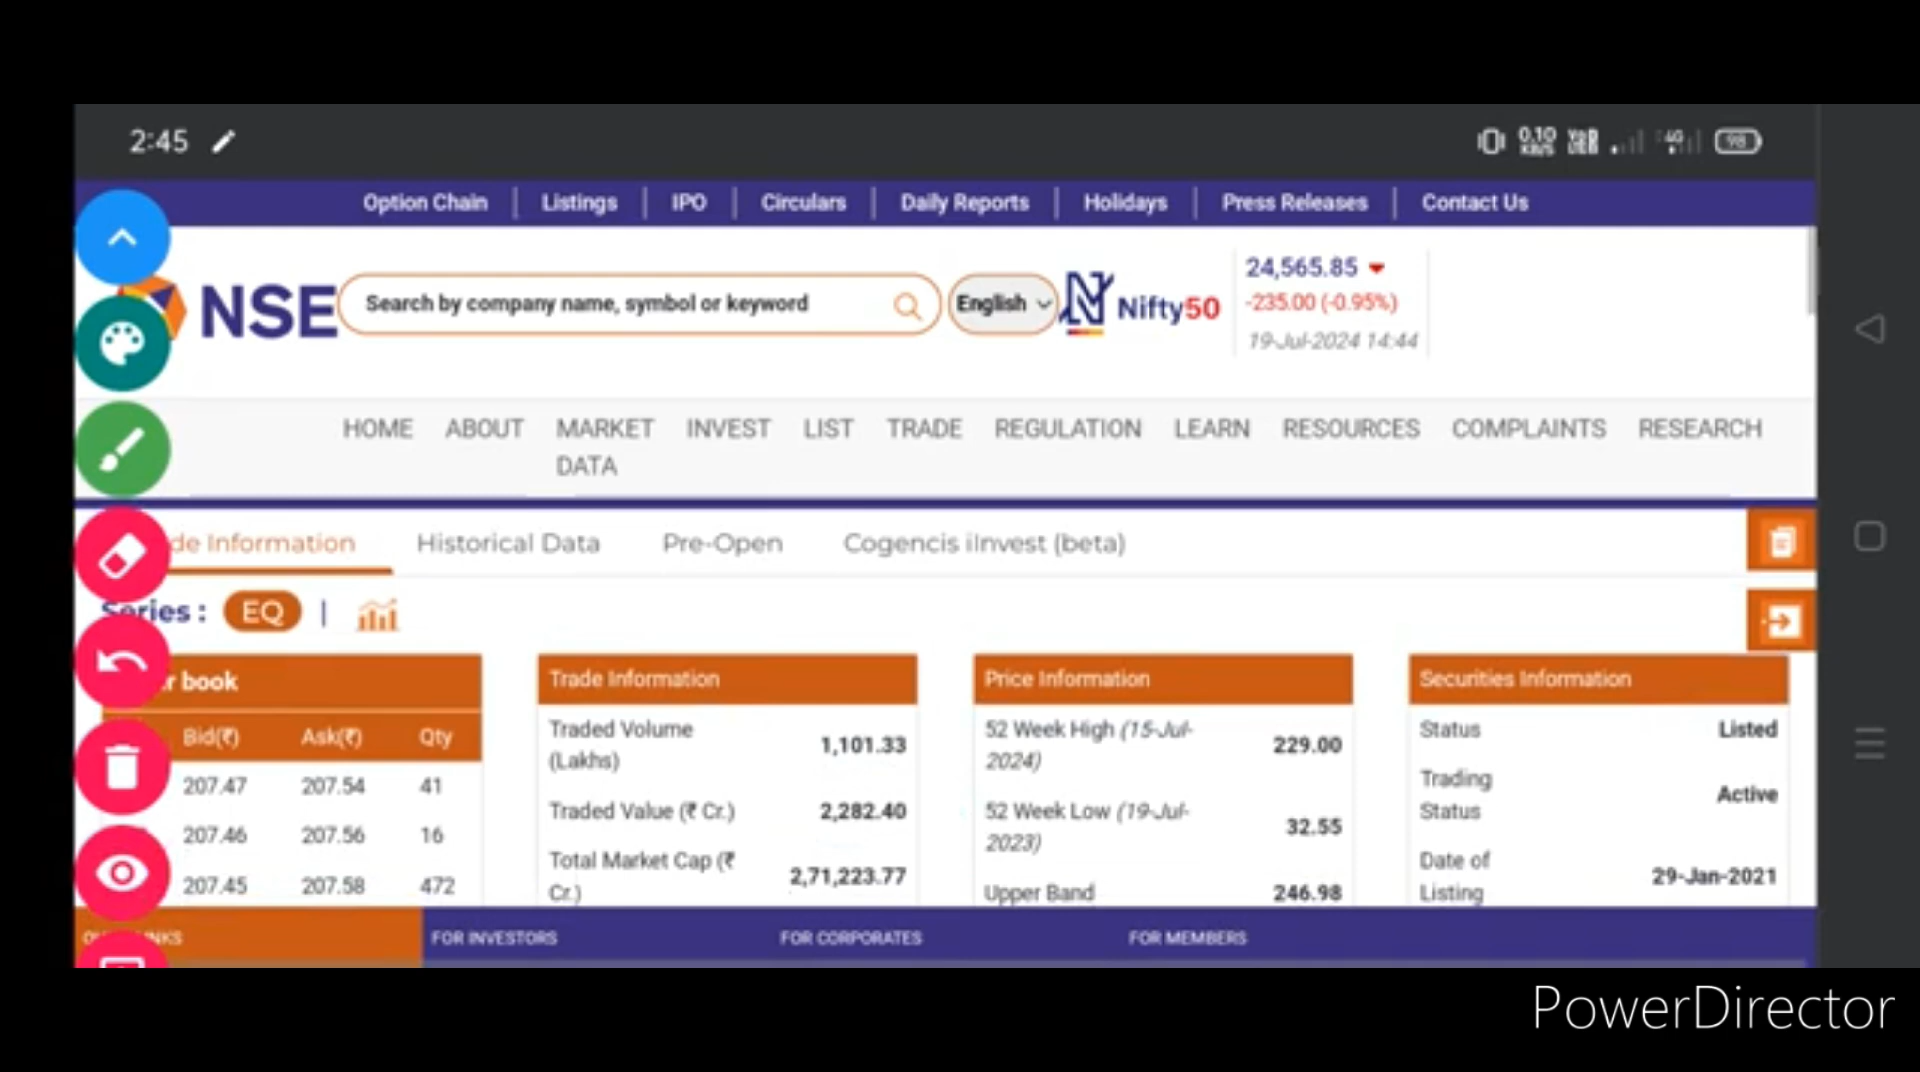 2:45
0.10 KB/S
4G
98
Option Chain | Listings | IPO | Circulars | Daily Reports | Holidays | Press Releases | Contact Us
NSE
Search by company name, symbol or keyword
English
Nifty50
24,565.85
-235.00 (-0.95%)
19-Jul-2024 14:44
HOME ABOUT MARKET DATA INVEST LIST TRADE REGULATION LEARN RESOURCES COMPLAINTS RESEARCH
de Information Historical Data Pre-Open Cogencis iInvest (beta)
Series : EQ |
r book
Bid(₹) Ask(₹) Qty
207.47 207.54 41
207.46 207.56 16
207.45 207.58 472
Trade Information
Traded Volume (Lakhs) 1,101.33
Traded Value (₹ Cr.) 2,282.40
Total Market Cap (₹ Cr.) 2,71,223.77
Price Information
52 Week High (15-Jul-2024) 229.00
52 Week Low (19-Jul-2023) 32.55
Upper Band 246.98
Securities Information
Status Listed
Trading Status Active
Date of Listing 29-Jan-2021
FOR INVESTORS FOR CORPORATES FOR MEMBERS
PowerDirector